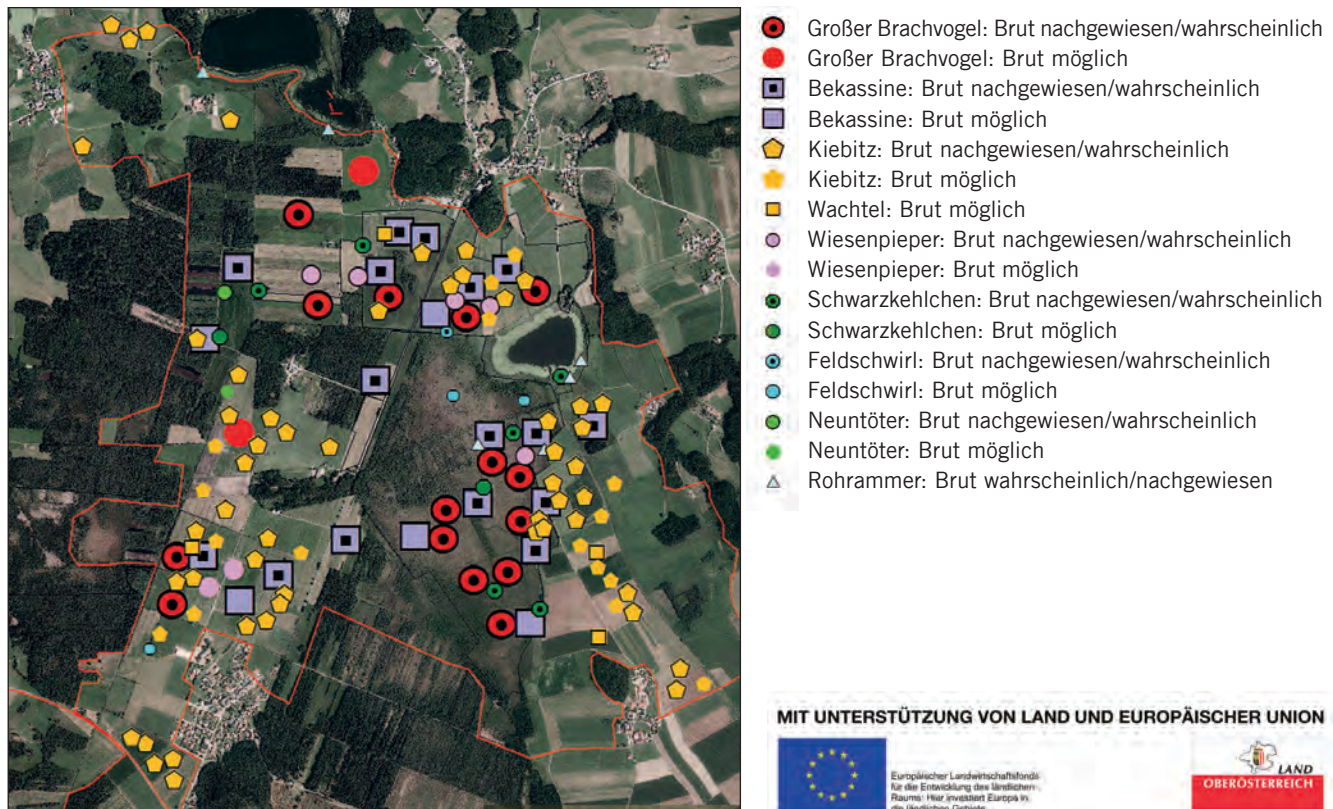 Großer Brachvogel: Brut nachgewiesen/wahrscheinlich
Großer Brachvogel: Brut möglich
Bekassine: Brut nachgewiesen/wahrscheinlich
Bekassine: Brut möglich
Kiebitz: Brut nachgewiesen/wahrscheinlich
Kiebitz: Brut möglich
Wachtel: Brut möglich
Wiesenpieper: Brut nachgewiesen/wahrscheinlich
Wiesenpieper: Brut möglich
Schwarzkehlchen: Brut nachgewiesen/wahrscheinlich
Schwarzkehlchen: Brut möglich
Feldschwirl: Brut nachgewiesen/wahrscheinlich
Feldschwirl: Brut möglich
Neuntöter: Brut nachgewiesen/wahrscheinlich
Neuntöter: Brut möglich
Rohrammer: Brut wahrscheinlich/nachgewiesen
MIT UNTERSTÜTZUNG VON LAND UND EUROPÄISCHER UNION
Europäischer Landwirtschaftsfonds
für die Entwicklung des ländlichen
Raums: Hier investiert Europa in
die ländlichen Gebiete
LAND
OBERÖSTERREICH